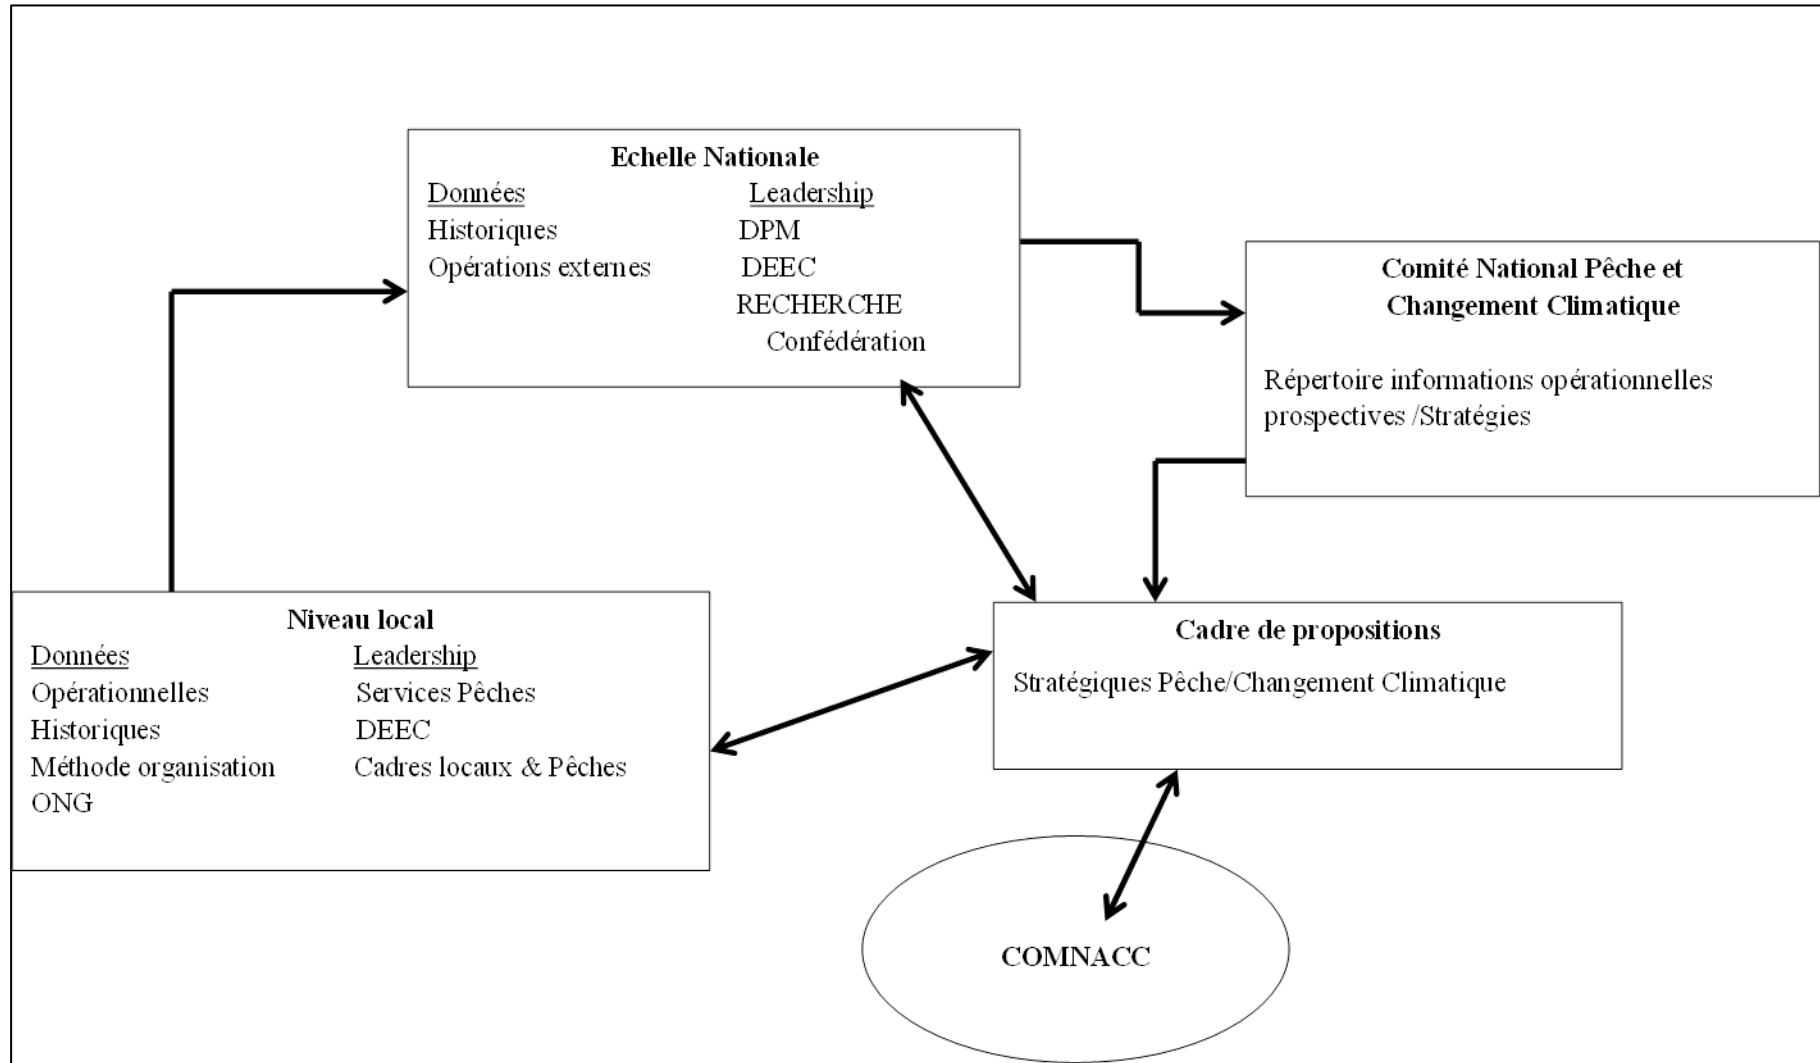 Echelle Nationale
Données Leadership
Historiques DPM
Opérations externes DEEC
RECHERCHE
Confédération
Comité National Pêche et
Changement Climatique
Répertoire informations opérationnelles
prospectives /Stratégies
Niveau local
Données Leadership
Opérationnelles Services Pêches
Historiques DEEC
Méthode organisation Cadres locaux & Pêches
ONG
Cadre de propositions
Stratégiques Pêche/Changement Climatique
COMNACC